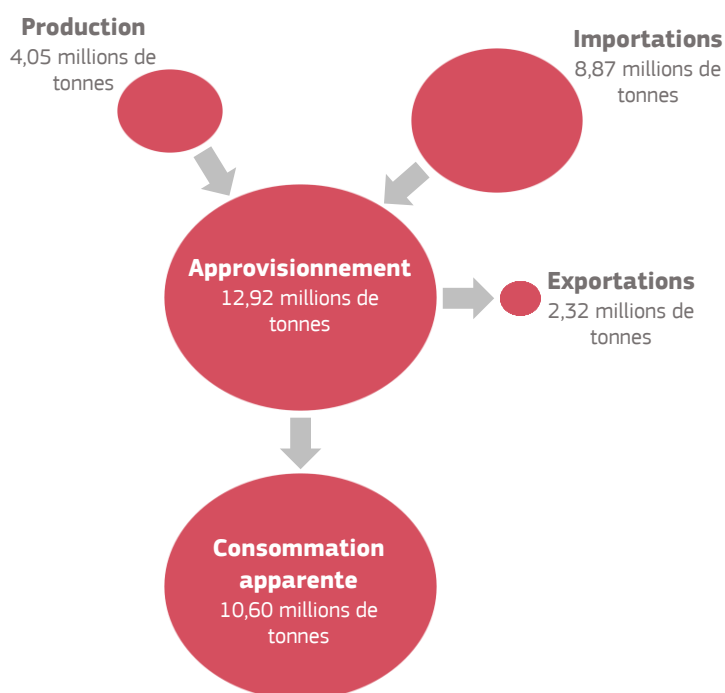 Production
4,05 millions de
tonnes
Importations
8,87 millions de
tonnes
Approvisionnement
12,92 millions de
tonnes
Exportations
2,32 millions de
tonnes
Consommation
apparente
10,60 millions de
tonnes